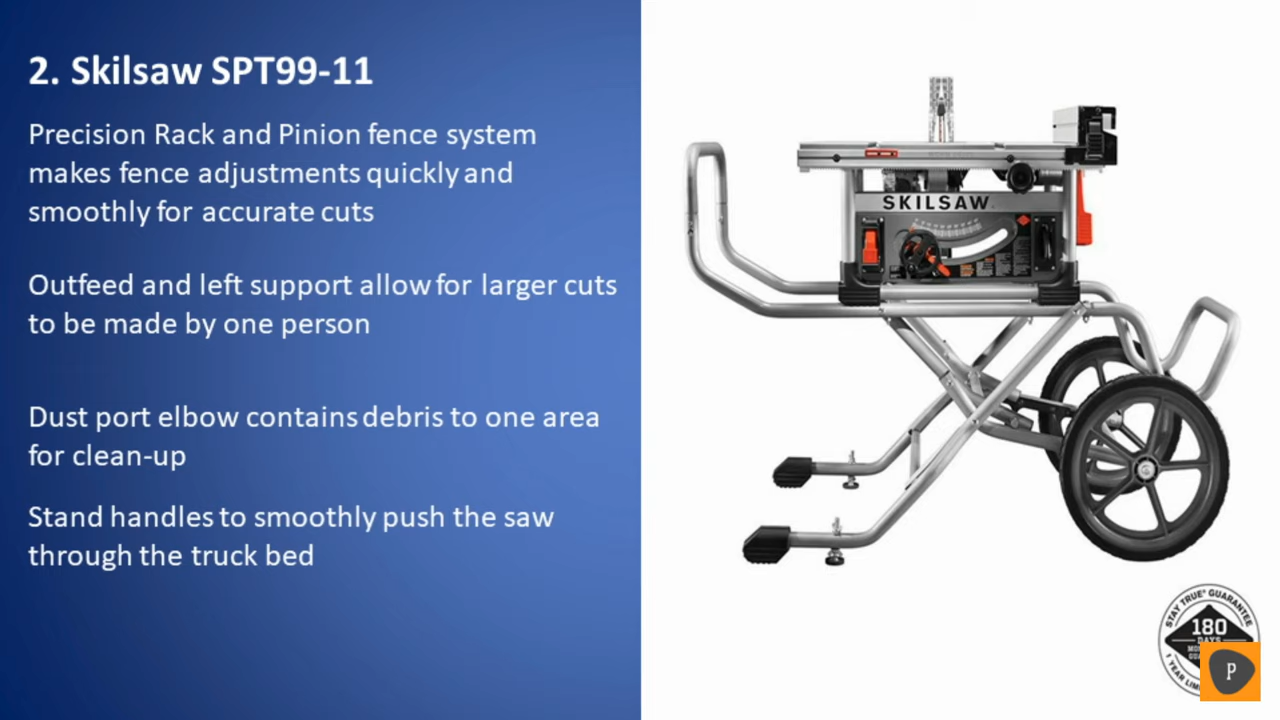 2. Skilsaw SPT99-11
Precision Rack and Pinion fence system
makes fence adjustments quickly and
smoothly for accurate cuts
Outfeed and left support allow for larger cuts
to be made by one person
Dust port elbow contains debris to one area
for clean-up
Stand handles to smoothly push the saw
through the truck bed
SKILSAW
STAY TRUE GUARANTEE
180
DAYS
1 YEAR
P